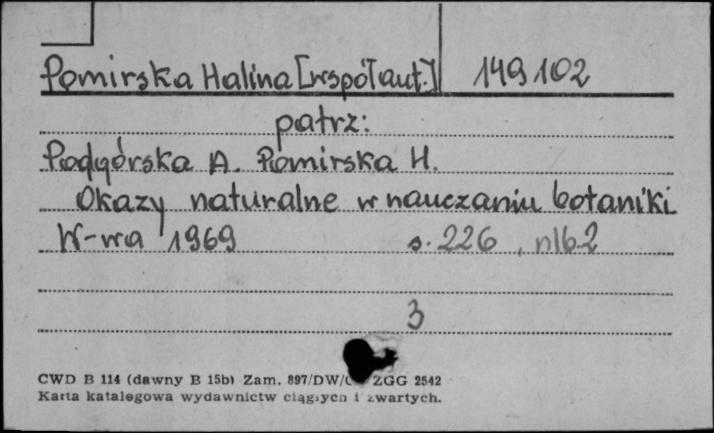 Pomirska Halina [współaut.] 149102
patrz:
Podgórska A. Pomirska H.
Okazy naturalne w nauczaniu botaniki
W-wa 1969 s. 226, nlb 2
3
CWD B 114 (dawny B 15b) Zam. 897/DW/ ZGG 2542
Karta katalogowa wydawnictw ciągłych i zwartych.